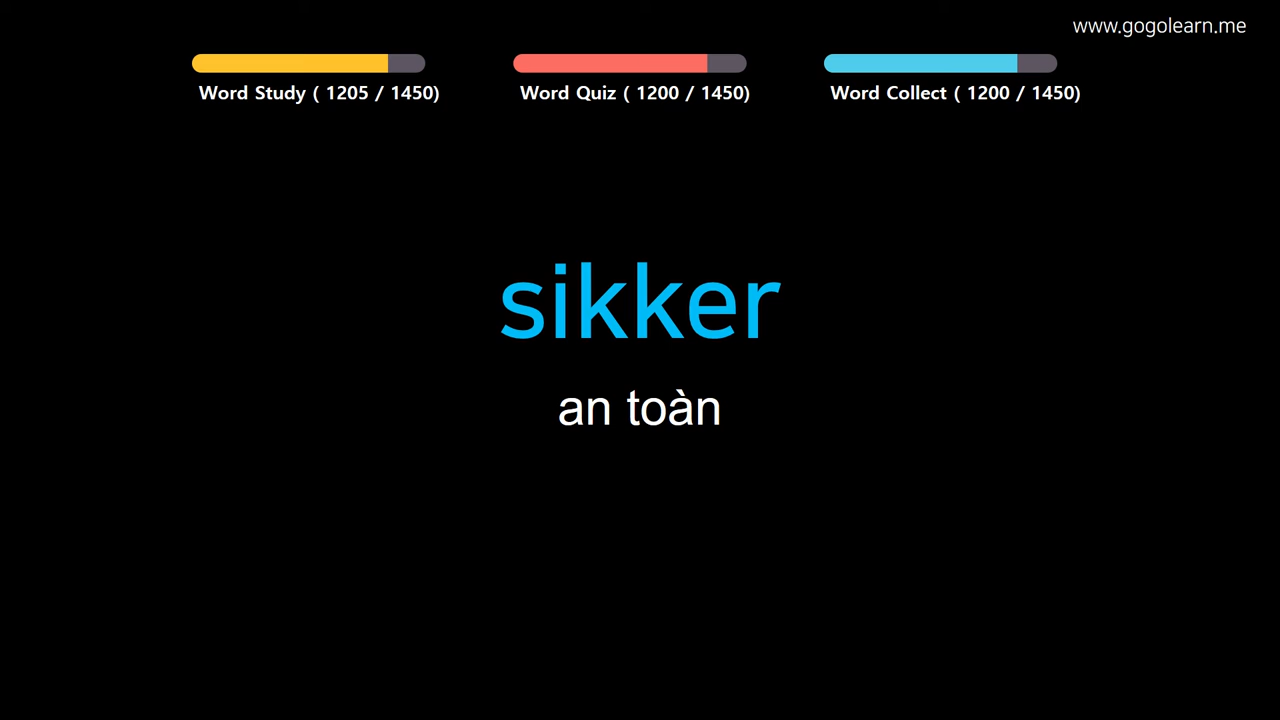 www.gogolearn.me
Word Study ( 1205 / 1450)
Word Quiz ( 1200 / 1450)
Word Collect ( 1200 / 1450)
sikker
an toàn